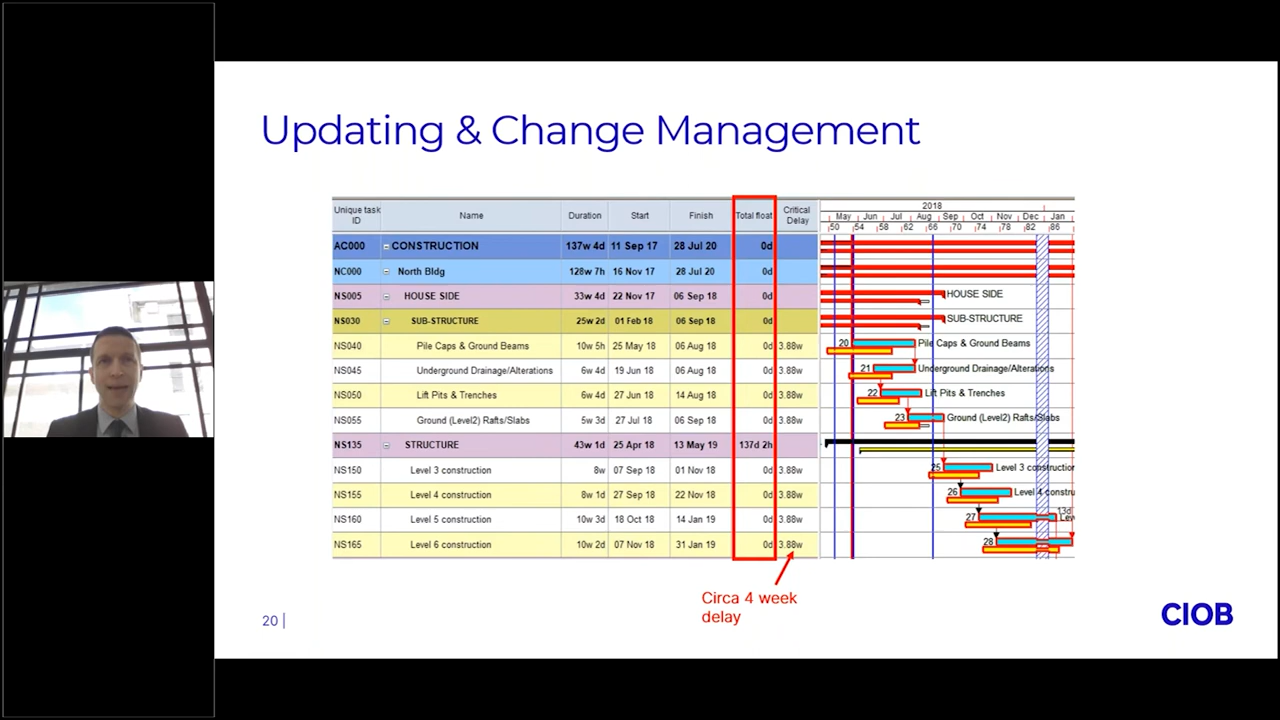 Updating & Change Management
Unique task ID Name Duration Start Finish Total float Critical Delay
2018
May Jun Jul Aug Sep Oct Nov Dec Jan
50 54 58 62 66 70 74 78 82 86
AC000 CONSTRUCTION 137w 4d 11 Sep 17 28 Jul 20 0d
NC000 North Bldg 128w 7h 16 Nov 17 28 Jul 20 0d
NS005 HOUSE SIDE 33w 4d 22 Nov 17 06 Sep 18 0d HOUSE SIDE
NS030 SUB-STRUCTURE 25w 2d 01 Feb 18 06 Sep 18 0d SUB-STRUCTURE
NS040 Pile Caps & Ground Beams 10w 5h 25 May 18 06 Aug 18 0d 3.88w 20 Pile Caps & Ground Beams
NS045 Underground Drainage/Alterations 6w 4d 19 Jun 18 06 Aug 18 0d 3.88w 21 Underground Drainage/Alterations
NS050 Lift Pits & Trenches 6w 4d 27 Jun 18 14 Aug 18 0d 3.88w 22 Lift Pits & Trenches
NS055 Ground (Level2) Rafts/Slabs 5w 3d 27 Jul 18 06 Sep 18 0d 3.88w 23 Ground (Level2) Rafts/Slabs
NS135 STRUCTURE 43w 1d 25 Apr 18 13 May 19 137d 2h
NS150 Level 3 construction 8w 07 Sep 18 01 Nov 18 0d 3.88w 25 Level 3 construction
NS155 Level 4 construction 8w 1d 27 Sep 18 22 Nov 18 0d 3.88w 26 Level 4 constru
NS160 Level 5 construction 10w 3d 18 Oct 18 14 Jan 19 0d 3.88w 27 13d Lev
NS165 Level 6 construction 10w 2d 07 Nov 18 31 Jan 19 0d 3.88w 28
Circa 4 week
delay
20 |
CIOB